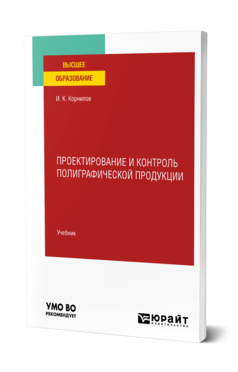 ВЫСШЕЕ
ОБРАЗОВАНИЕ
И. К. Корнилов
ПРОЕКТИРОВАНИЕ И КОНТРОЛЬ
ПОЛИГРАФИЧЕСКОЙ ПРОДУКЦИИ
Учебник
УМО ВО
РЕКОМЕНДУЕТ
ЮРАЙТ
ИЗДАТЕЛЬСТВО